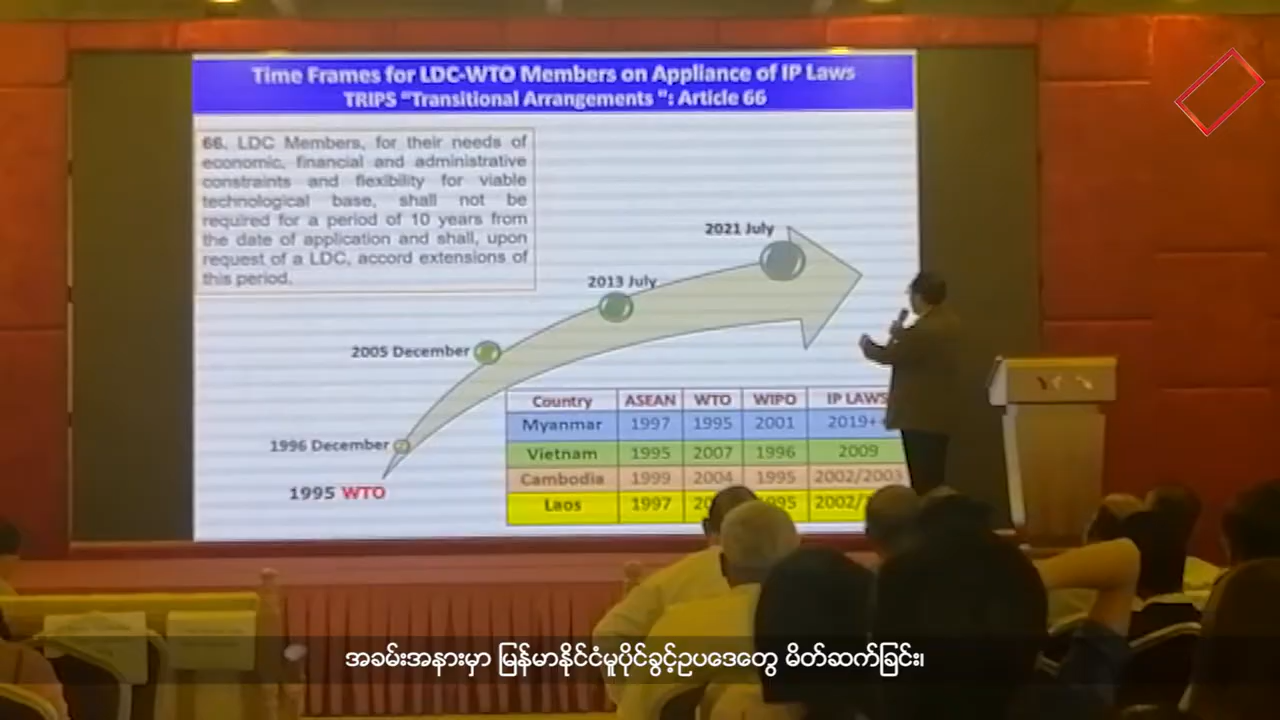 Time Frames for LDC-WTO Members on Appliance of IP Laws
TRIPS "Transitional Arrangements ": Article 66
66. LDC Members, for their needs of
economic, financial and administrative
constraints and flexibility for viable
technological base, shall not be
required for a period of 10 years from
the date of application and shall, upon
request of a LDC, accord extensions of
this period.
2021 July
2013 July
2005 December
1996 December
1995 WTO
Country ASEAN WTO WIPO IP LAWS
Myanmar 1997 1995 2001 2019+
Vietnam 1995 2007 1996 2009
Cambodia 1999 2004 1995 2002/2003
Laos 1997
အခမ်းအနားမှာ မြန်မာနိုင်ငံမူပိုင်ခွင့်ဥပဒေတွေ မိတ်ဆက်ခြင်း၊